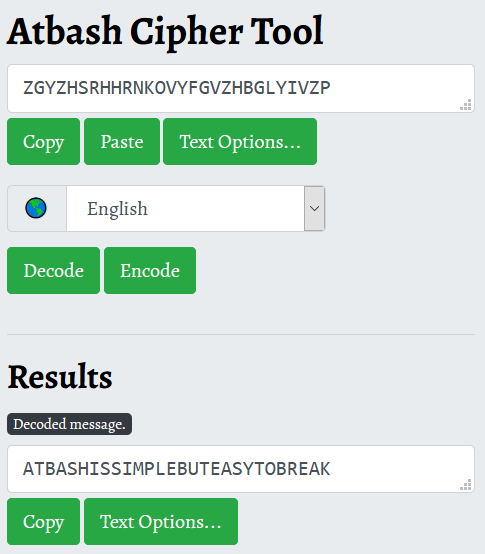 Atbash Cipher Tool
ZGYZHSRHHRNKOVYFGVZHBGLYIVZP
Copy Paste Text Options...
English
Decode Encode
Results
Decoded message.
ATBASHISSIMPLEBUTEASYTOBREAK
Copy Text Options...